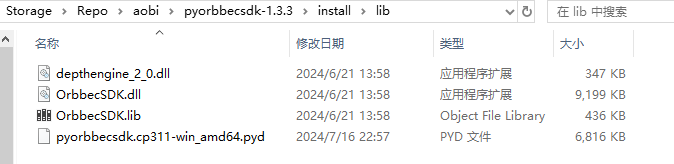 Storage > Repo > aobi > pyorbbecsdk-1.3.3 > install > lib 在 lib 中搜索
名称 修改日期 类型 大小
depthengine_2_0.dll 2024/6/21 13:58 应用程序扩展 347 KB
OrbbecSDK.dll 2024/6/21 13:58 应用程序扩展 9,199 KB
OrbbecSDK.lib 2024/6/21 13:58 Object File Library 436 KB
pyorbbecsdk.cp311-win_amd64.pyd 2024/7/16 22:57 PYD 文件 6,816 KB